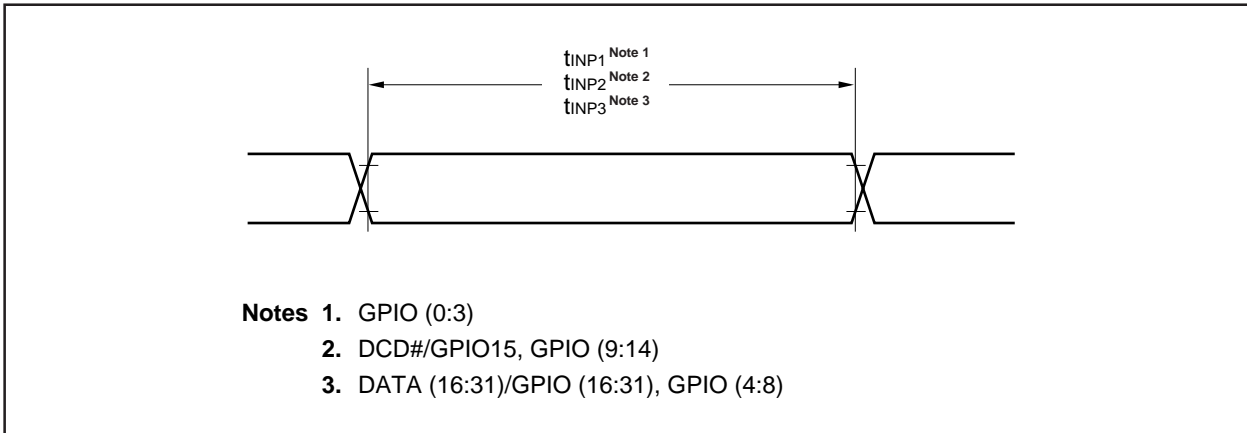 tINP1 Note 1
tINP2 Note 2
tINP3 Note 3
Notes 1. GPIO (0:3)
2. DCD#/GPIO15, GPIO (9:14)
3. DATA (16:31)/GPIO (16:31), GPIO (4:8)